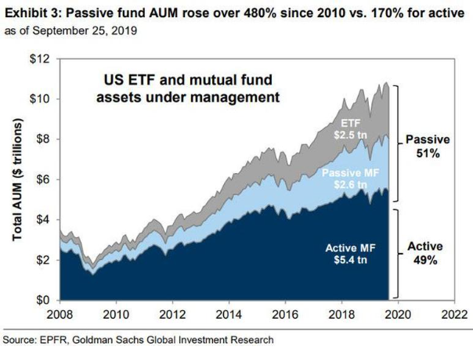 Exhibit 3: Passive fund AUM rose over 480% since 2010 vs. 170% for active
as of September 25, 2019
$12
$10
$8
$6
$4
$2
$0
Total AUM ($ trillions)
US ETF and mutual fund
assets under management
ETF
$2.5 tn
Passive MF
$2.6 tn
Active MF
$5.4 tn
Passive
51%
Active
49%
2008 2010 2012 2014 2016 2018 2020 2022
Source: EPFR, Goldman Sachs Global Investment Research